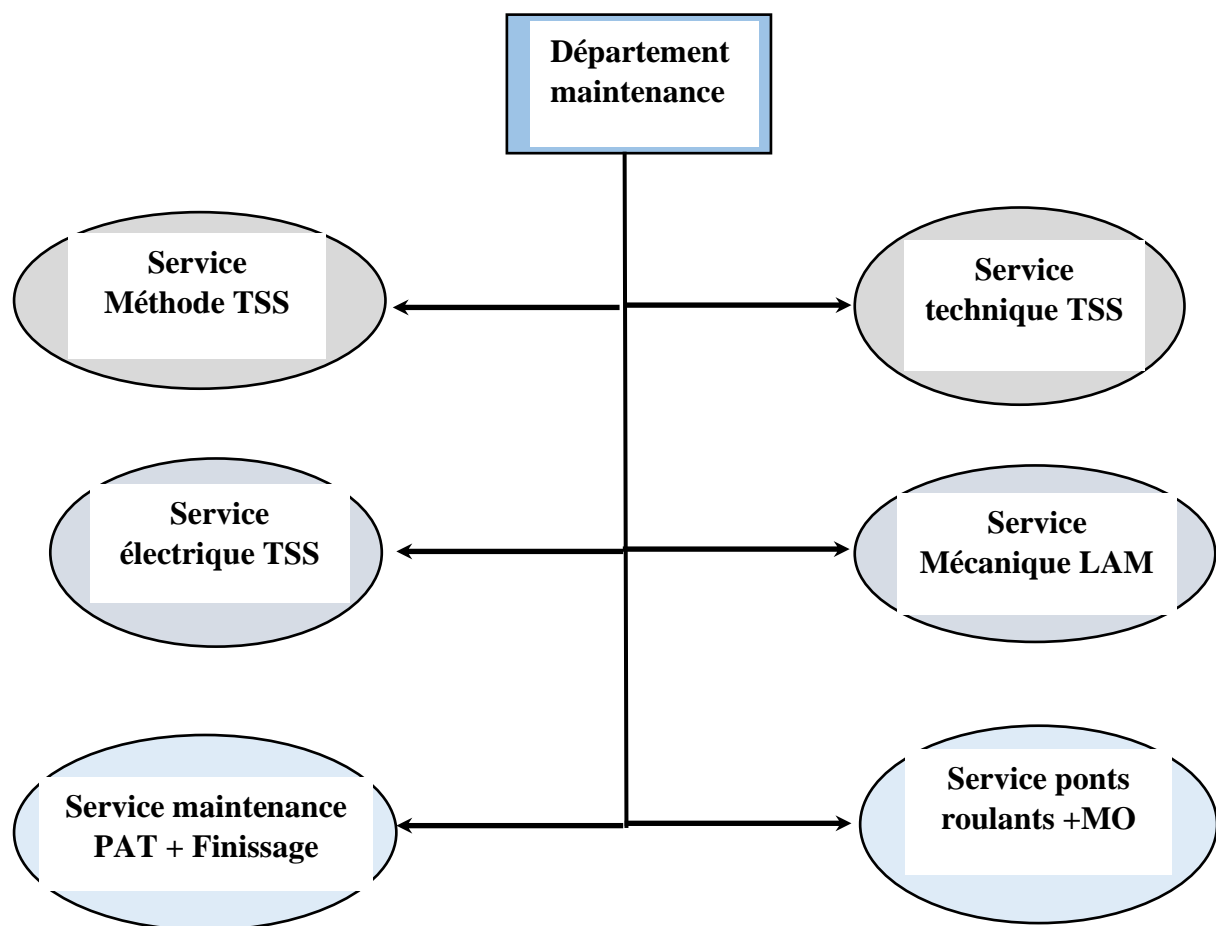 Département
maintenance
Service
Méthode TSS
Service
technique TSS
Service
électrique TSS
Service
Mécanique LAM
Service maintenance
PAT + Finissage
Service ponts
roulants +MO